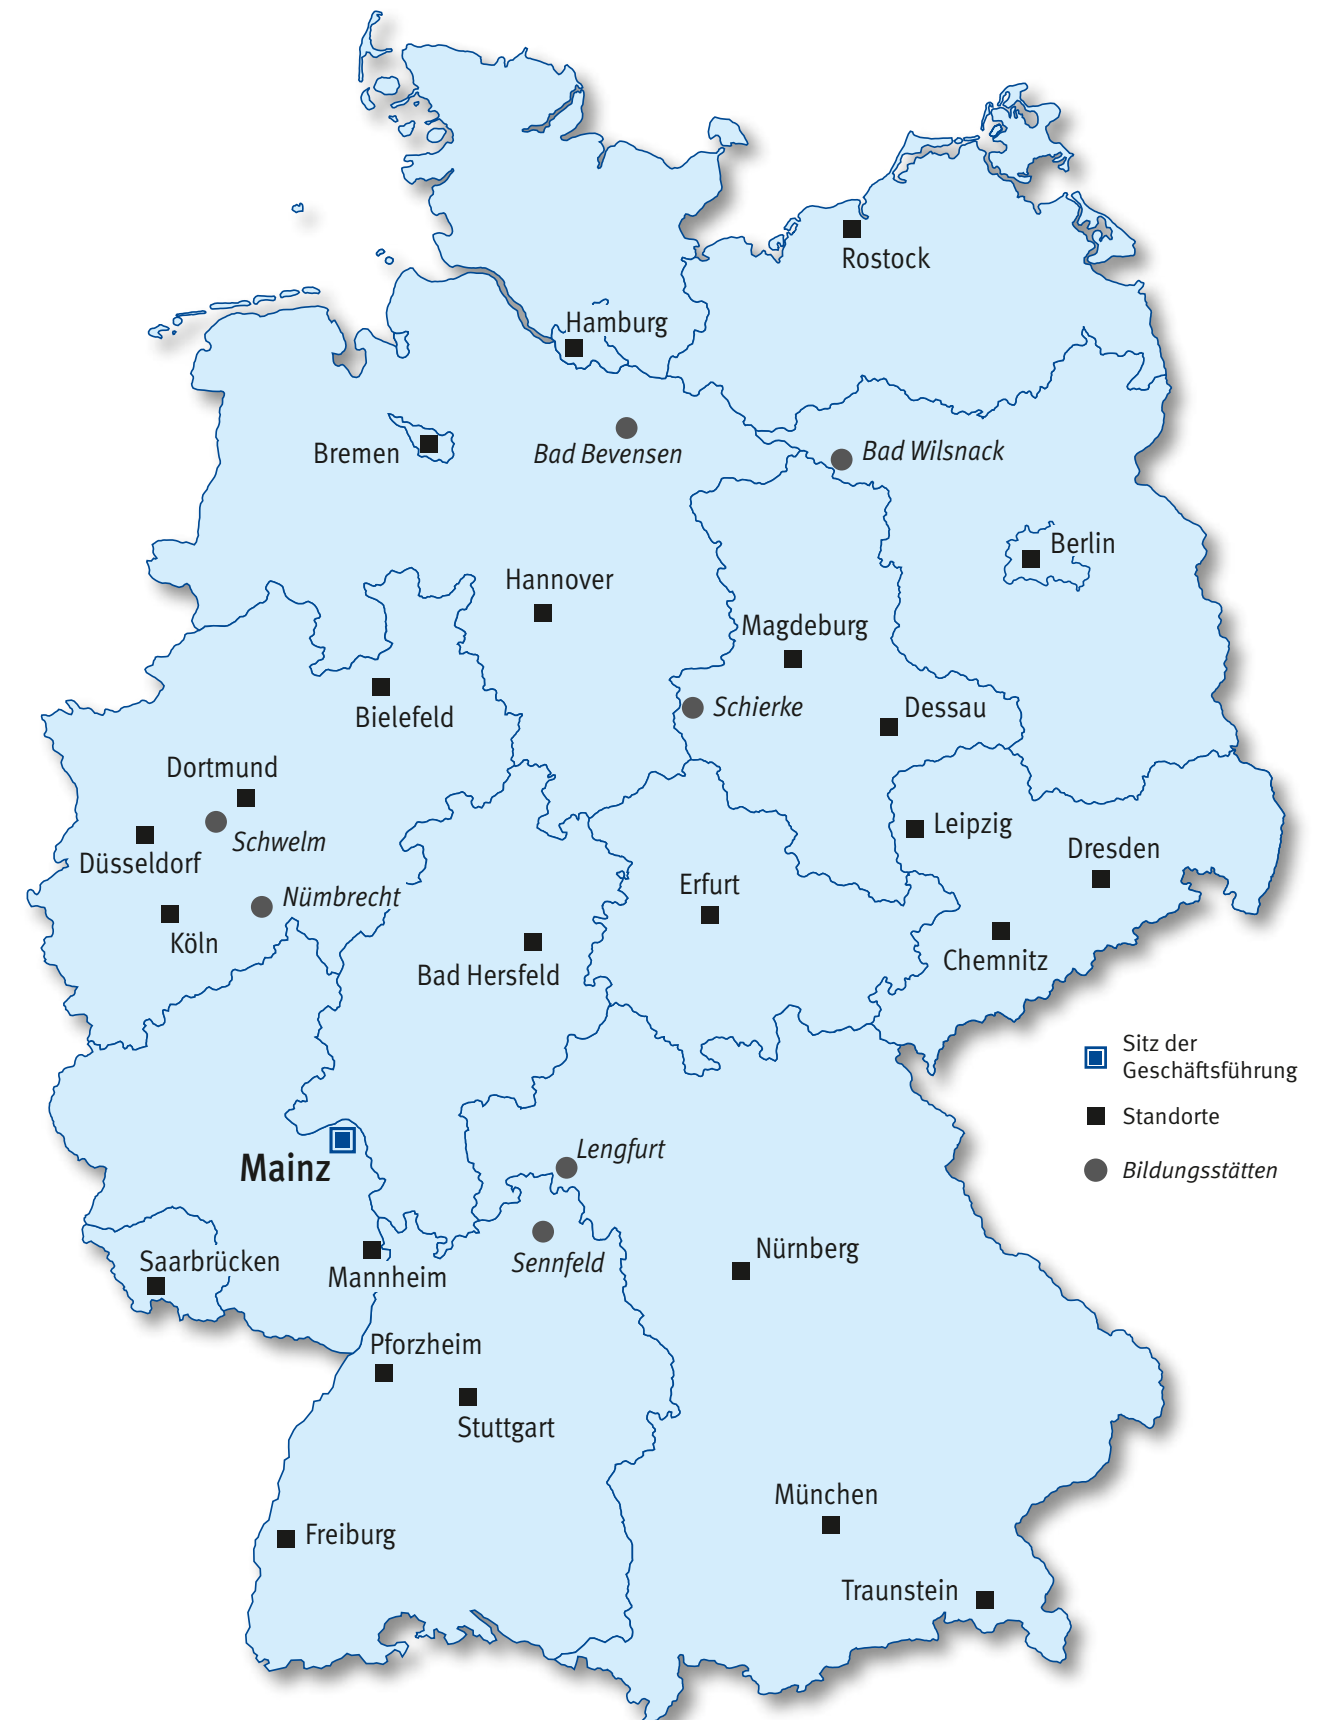 Rostock
Hamburg
Bremen
Bad Bevensen
Bad Wilsnack
Berlin
Hannover
Magdeburg
Schierke
Dessau
Bielefeld
Dortmund
Schwelm
Düsseldorf
Leipzig
Dresden
Nümbrecht
Erfurt
Köln
Bad Hersfeld
Chemnitz
Sitz der
Geschäftsführung
Standorte
Bildungsstätten
Mainz
Lengfurt
Saarbrücken
Mannheim
Sennfeld
Nürnberg
Pforzheim
Stuttgart
München
Freiburg
Traunstein